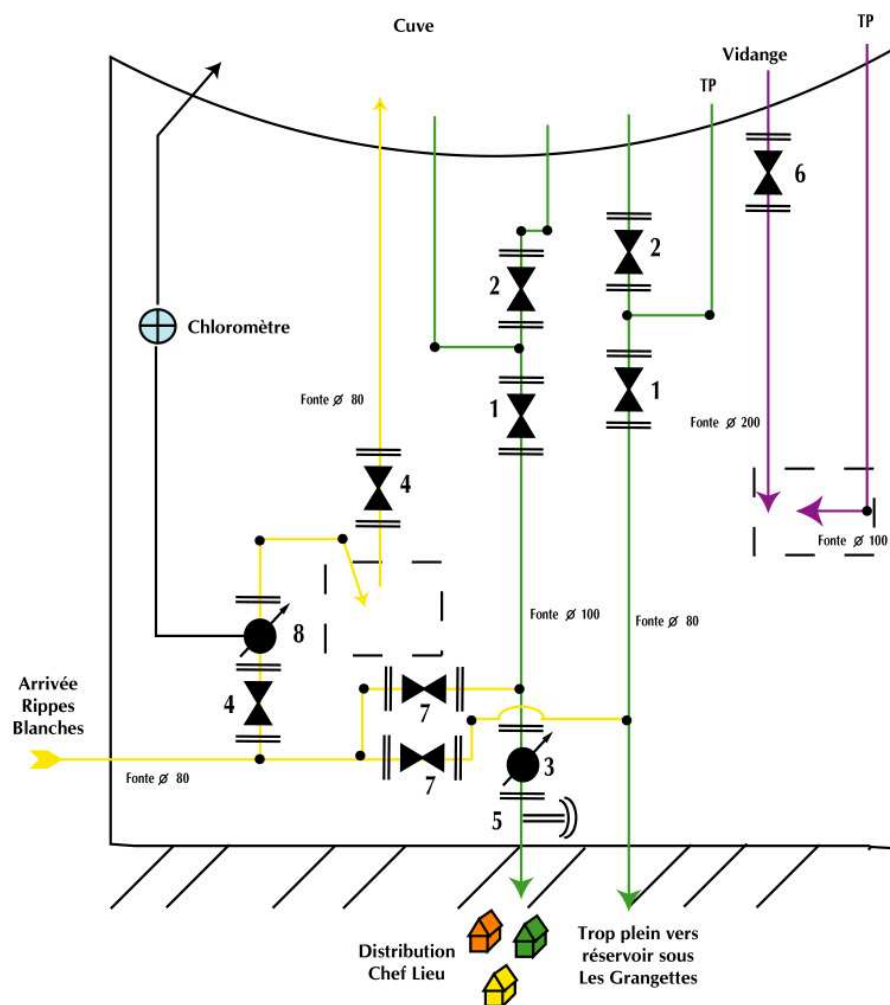 TP
Cuve
Vidange
TP
6
2
2
Chloromètre
1
1
Fonte ø 80
Fonte ø 200
4
Fonte ø 100
Fonte ø 100
Fonte ø 80
8
Arrivée
Rippes
Blanches
4
7
3
Fonte ø 80
7
5
Distribution
Chef Lieu
Trop plein vers
réservoir sous
Les Grangettes